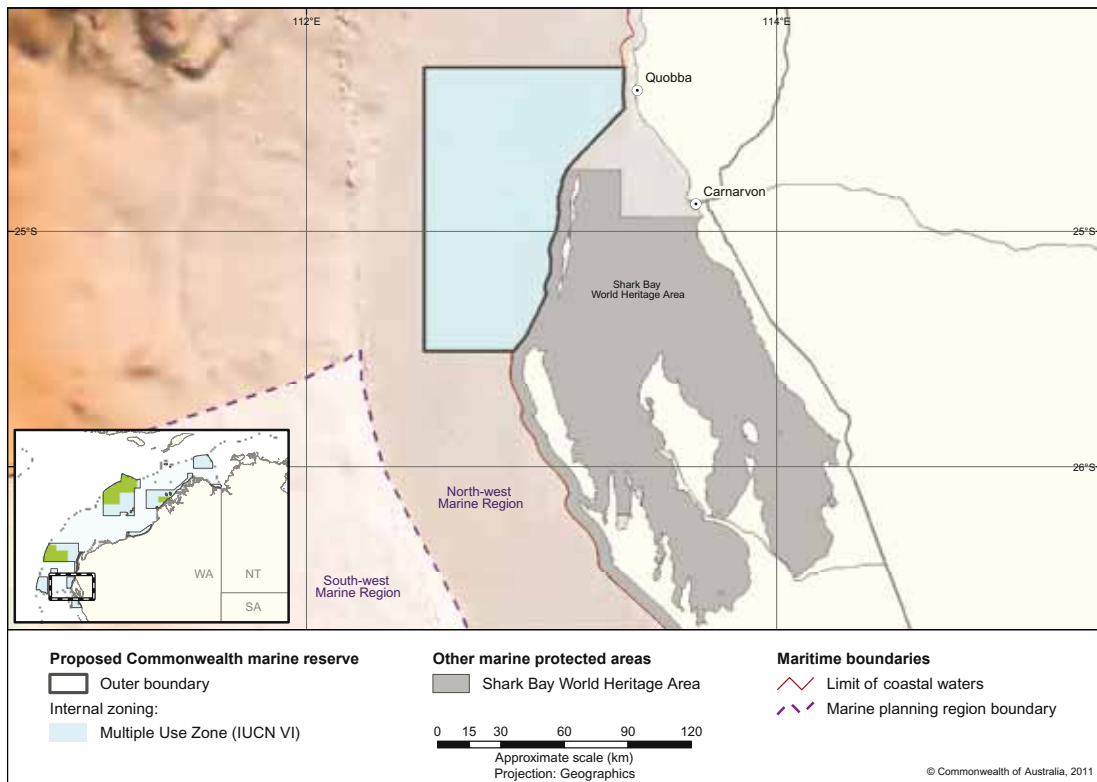 112°E
114°E
Quobba
Carnarvon
25°S
25°S
Shark Bay
World Heritage Area
26°S
North-west
Marine Region
South-west
Marine Region
WA
NT
SA
Proposed Commonwealth marine reserve
Outer boundary
Internal zoning:
Multiple Use Zone (IUCN VI)
Other marine protected areas
Shark Bay World Heritage Area
0 15 30 60 90 120
Approximate scale (km)
Projection: Geographics
Maritime boundaries
Limit of coastal waters
Marine planning region boundary
© Commonwealth of Australia, 2011